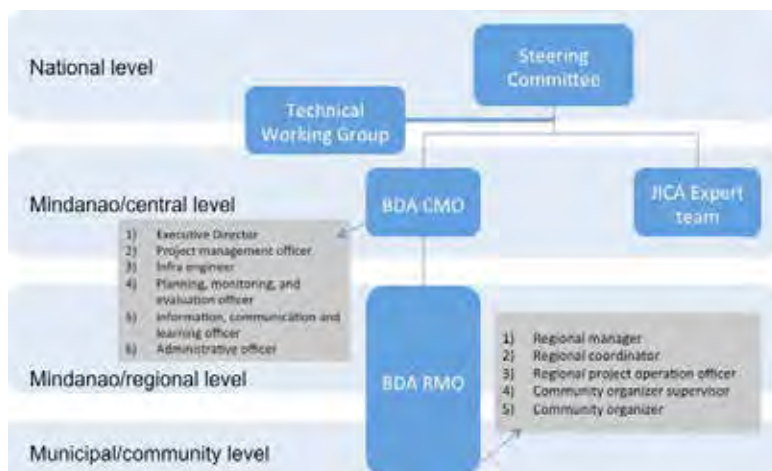 National level
Steering
Committee
Technical
Working Group
Mindanao/central level
BDA CMO
JICA Expert
team
1) Executive Director
2) Project management officer
3) Infra engineer
4) Planning, monitoring, and
evaluation officer
5) Information, communication and
learning officer
6) Administrative officer
Mindanao/regional level
BDA RMO
1) Regional manager
2) Regional coordinator
3) Regional project operation officer
4) Community organizer supervisor
5) Community organizer
Municipal/community level